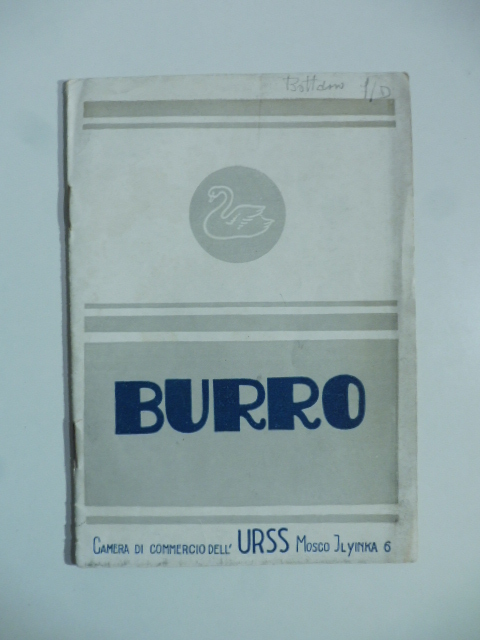 BURRO
CAMERA DI COMMERCIO DELL' URSS MOSCO JLYINKA 6